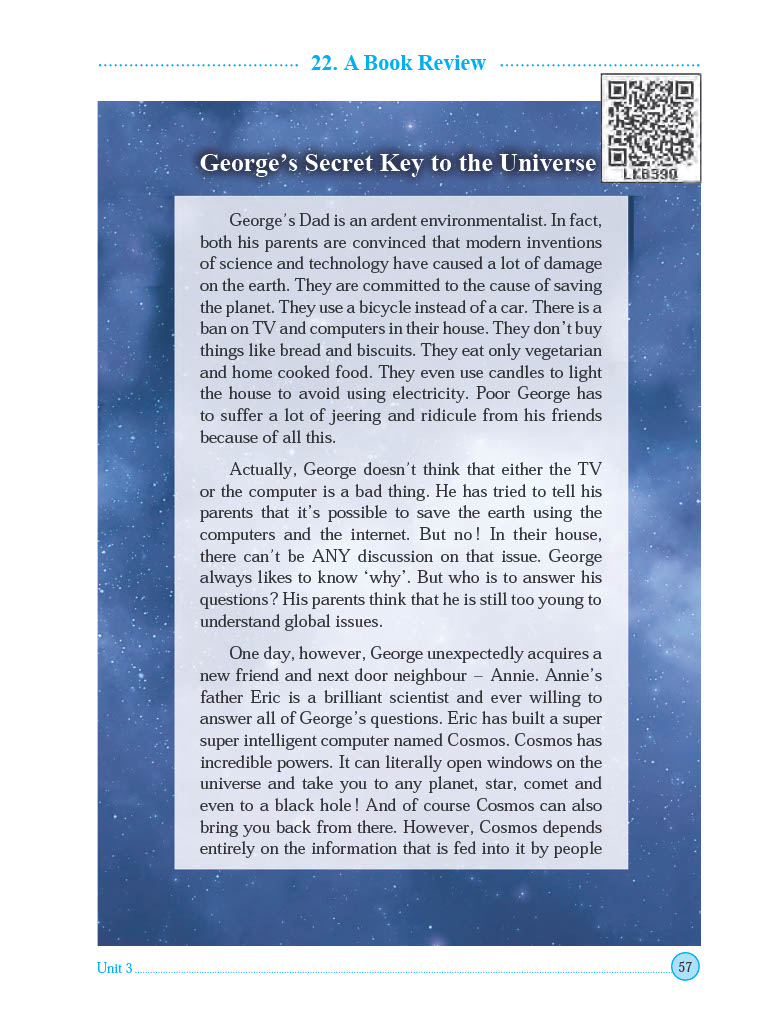 22. A Book Review
LKB39Q
George's Secret Key to the Universe
George's Dad is an ardent environmentalist. In fact,
both his parents are convinced that modern inventions
of science and technology have caused a lot of damage
on the earth. They are committed to the cause of saving
the planet. They use a bicycle instead of a car. There is a
ban on TV and computers in their house. They don't buy
things like bread and biscuits. They eat only vegetarian
and home cooked food. They even use candles to light
the house to avoid using electricity. Poor George has
to suffer a lot of jeering and ridicule from his friends
because of all this.
Actually, George doesn't think that either the TV
or the computer is a bad thing. He has tried to tell his
parents that it's possible to save the earth using the
computers and the internet. But no! In their house,
there can't be ANY discussion on that issue. George
always likes to know ‘why’. But who is to answer his
questions? His parents think that he is still too young to
understand global issues.
One day, however, George unexpectedly acquires a
new friend and next door neighbour – Annie. Annie's
father Eric is a brilliant scientist and ever willing to
answer all of George's questions. Eric has built a super
super intelligent computer named Cosmos. Cosmos has
incredible powers. It can literally open windows on the
universe and take you to any planet, star, comet and
even to a black hole! And of course Cosmos can also
bring you back from there. However, Cosmos depends
entirely on the information that is fed into it by people
Unit 3
57